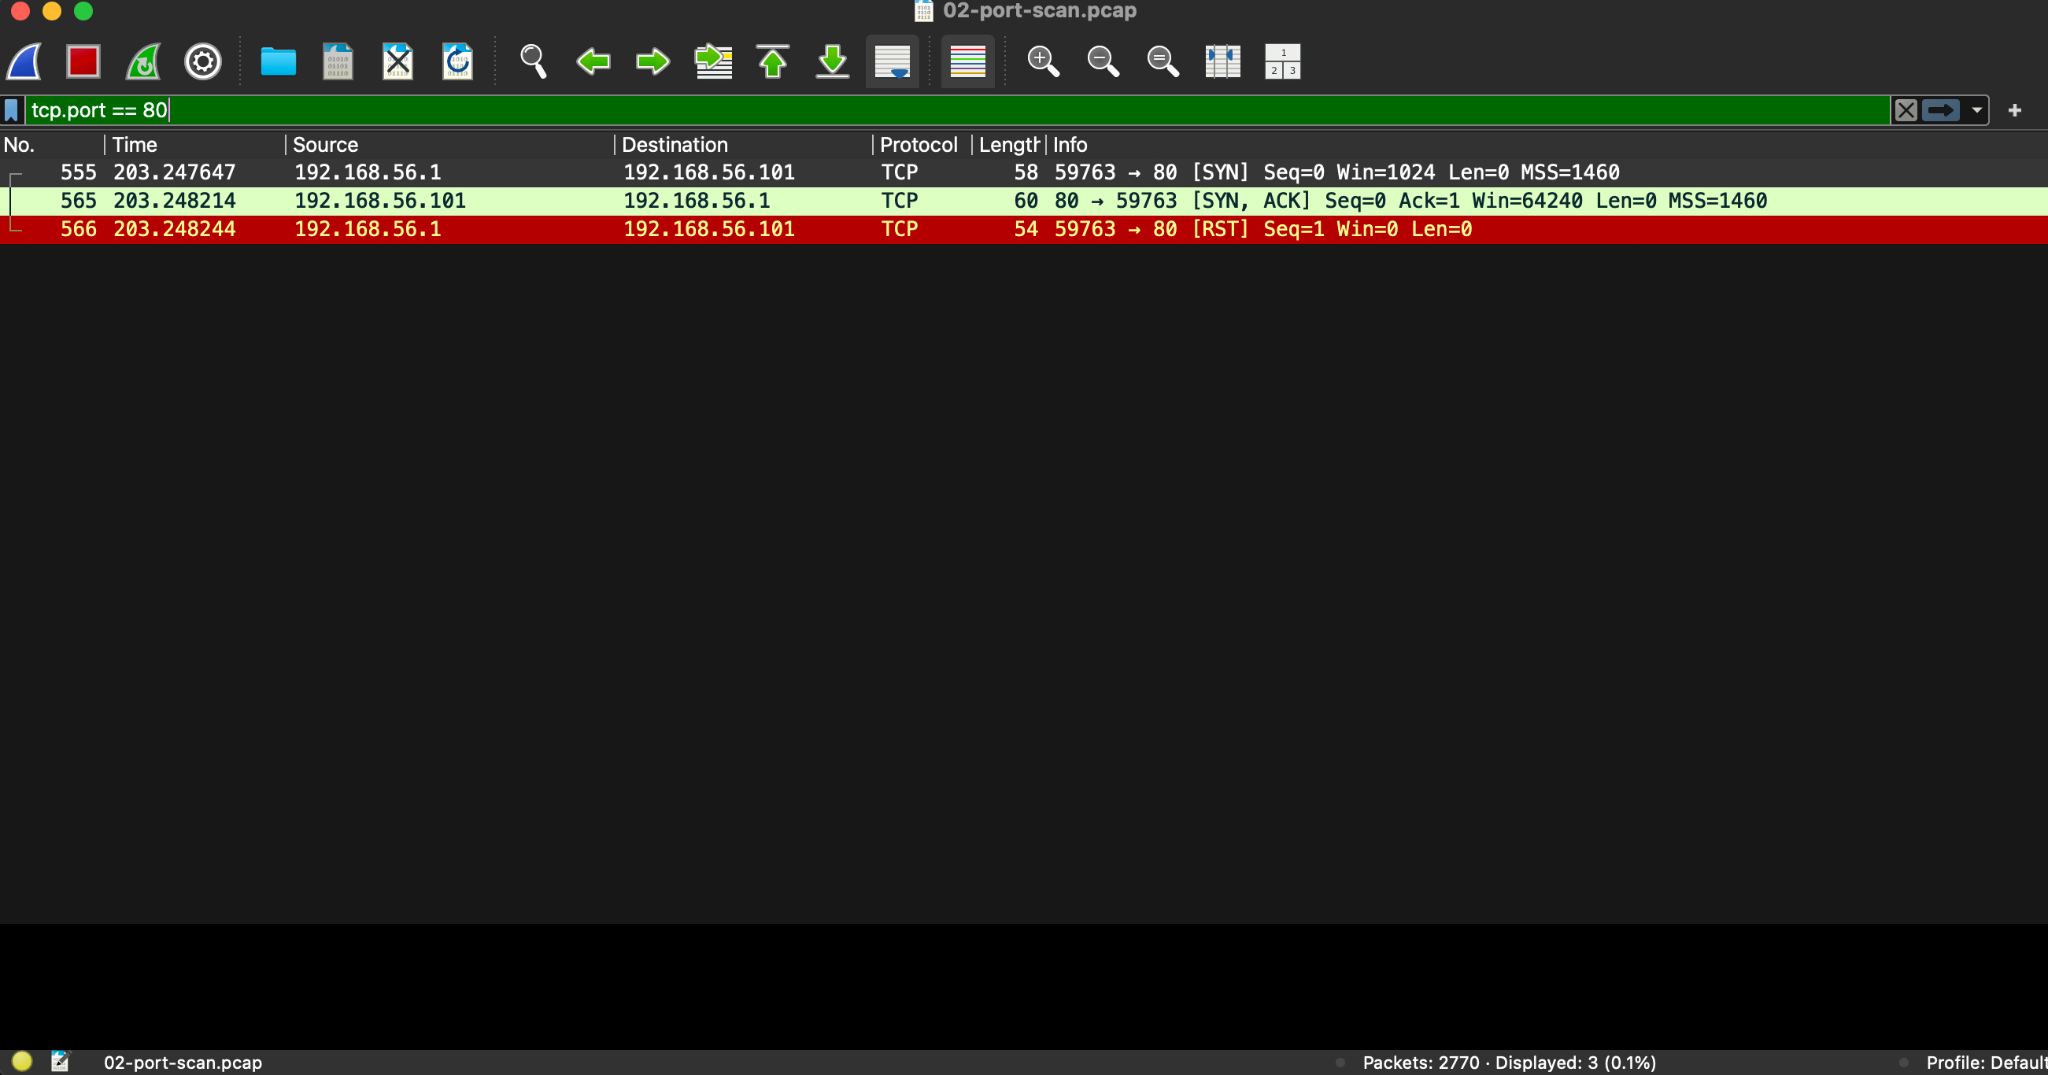 02-port-scan.pcap
tcp.port == 80
No. Time Source Destination Protocol Length Info
555 203.247647 192.168.56.1 192.168.56.101 TCP 58 59763 → 80 [SYN] Seq=0 Win=1024 Len=0 MSS=1460
565 203.248214 192.168.56.101 192.168.56.1 TCP 60 80 → 59763 [SYN, ACK] Seq=0 Ack=1 Win=64240 Len=0 MSS=1460
566 203.248244 192.168.56.1 192.168.56.101 TCP 54 59763 → 80 [RST] Seq=1 Win=0 Len=0
02-port-scan.pcap Packets: 2770 · Displayed: 3 (0.1%) Profile: Default